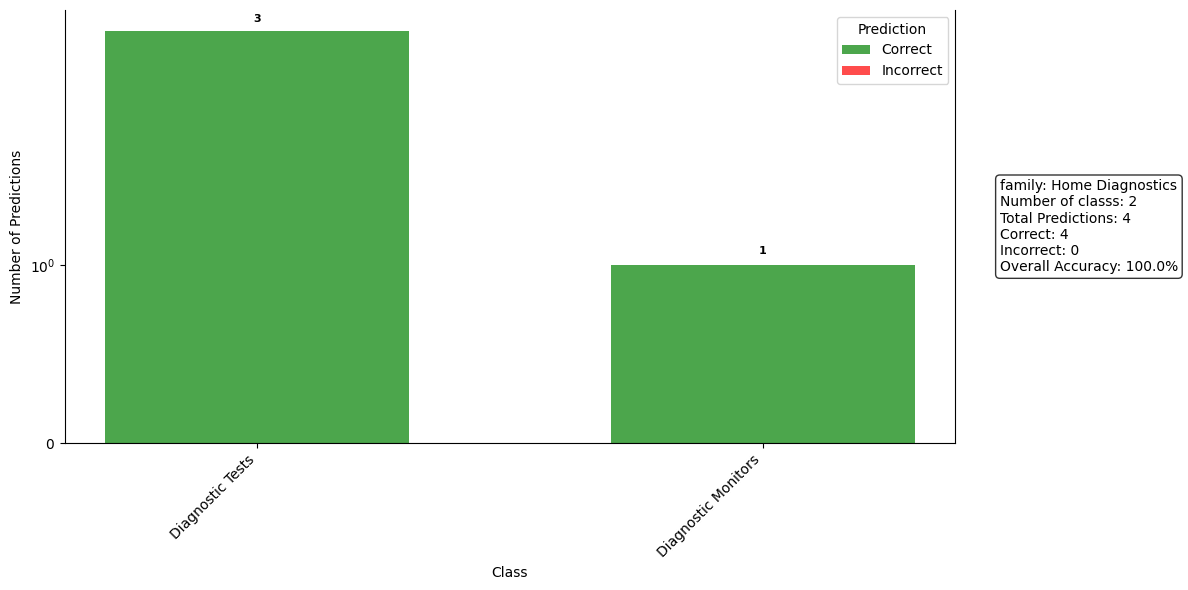 3
Prediction
Correct
Incorrect
Number of Predictions
1
10⁰
0
family: Home Diagnostics
Number of classs: 2
Total Predictions: 4
Correct: 4
Incorrect: 0
Overall Accuracy: 100.0%
Diagnostic Tests
Diagnostic Monitors
Class